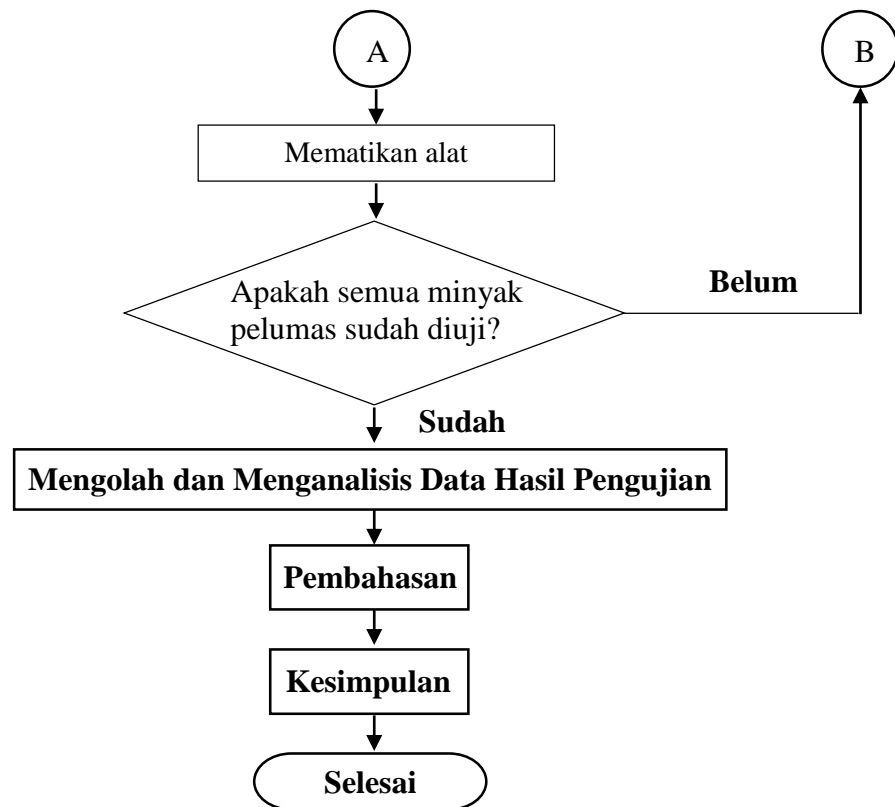 A
B
Mematikan alat
Apakah semua minyak
pelumas sudah diuji?
Belum
Sudah
Mengolah dan Menganalisis Data Hasil Pengujian
Pembahasan
Kesimpulan
Selesai